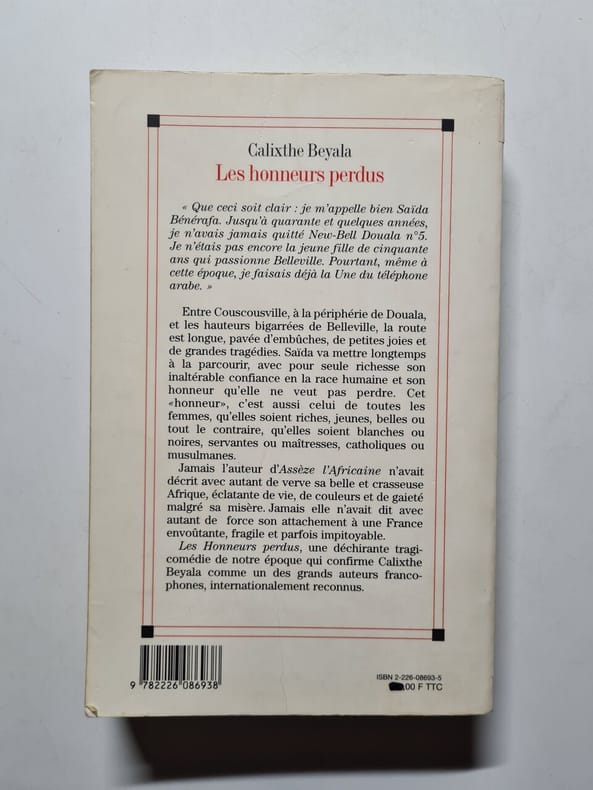 Calixthe Beyala
Les honneurs perdus
« Que ceci soit clair : je m'appelle bien Saïda
Bénérafa. Jusqu'à quarante et quelques années,
je n'avais jamais quitté New-Bell Douala n°5.
Je n'étais pas encore la jeune fille de cinquante
ans qui passionne Belleville. Pourtant, même à
cette époque, je faisais déjà la Une du téléphone
arabe. »
Entre Couscousville, à la périphérie de Douala,
et les hauteurs bigarrées de Belleville, la route
est longue, pavée d'embûches, de petites joies et
de grandes tragédies. Saïda va mettre longtemps
à la parcourir, avec pour seule richesse son
inaltérable confiance en la race humaine et son
honneur qu'elle ne veut pas perdre. Cet
«honneur», c'est aussi celui de toutes les
femmes, qu'elles soient riches, jeunes, belles ou
tout le contraire, qu'elles soient blanches ou
noires, servantes ou maîtresses, catholiques ou
musulmanes.
Jamais l'auteur d'Assèze l'Africaine n'avait
décrit avec autant de verve sa belle et crasseuse
Afrique, éclatante de vie, de couleurs et de gaieté
malgré sa misère. Jamais elle n'avait dit avec
autant de force son attachement à une France
envoûtante, fragile et parfois impitoyable.
Les Honneurs perdus, une déchirante tragi-
comédie de notre époque qui confirme Calixthe
Beyala comme un des grands auteurs franco-
phones, internationalement reconnus.
9 782226 086938
ISBN 2-226-08693-5
,00 F TTC